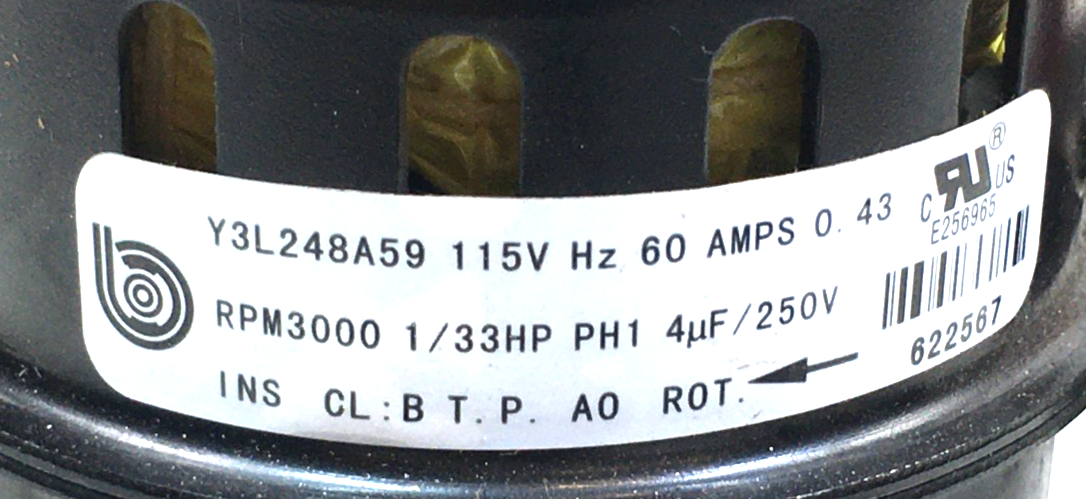 Y3L248A59 115V Hz 60 AMPS 0.43
RPM3000 1/33HP PH1 4µF/250V
INS CL:B T.P. AO ROT.
C RU ® US
E256965
622567